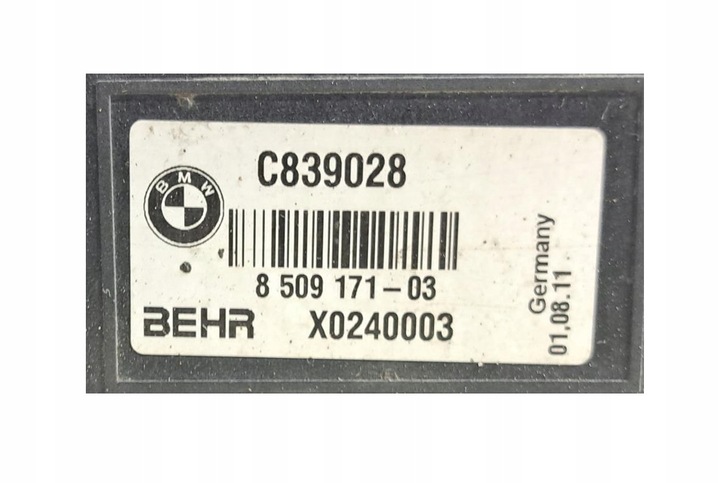 C839028
BMW
8 509 171-03
BEHR X0240003
Germany
01,08.11